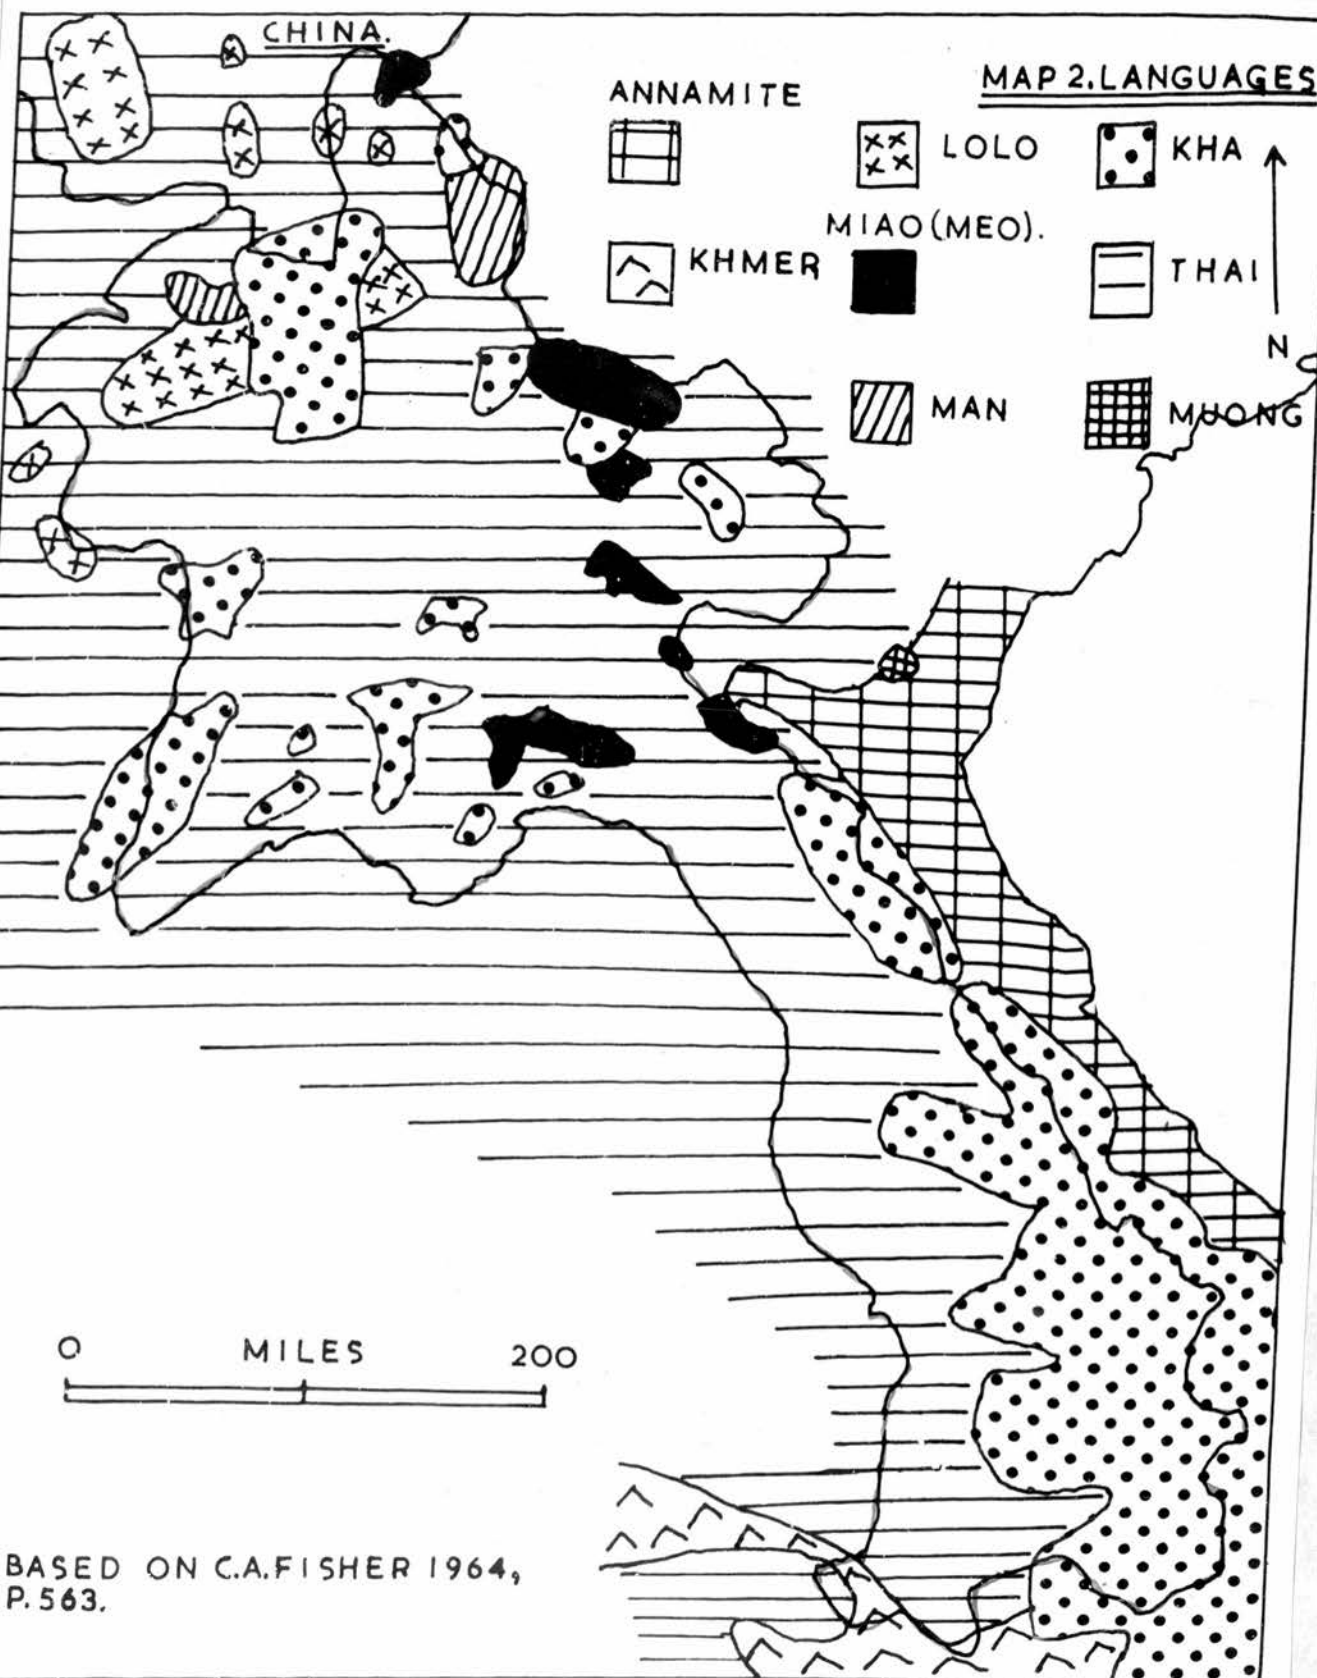 CHINA.
MAP 2. LANGUAGES
ANNAMITE
LOLO
KHA
MIAO (MEO).
KHMER
THAI
N
MAN
MUONG
0 MILES 200
BASED ON C.A.FISHER 1964,
P.563.